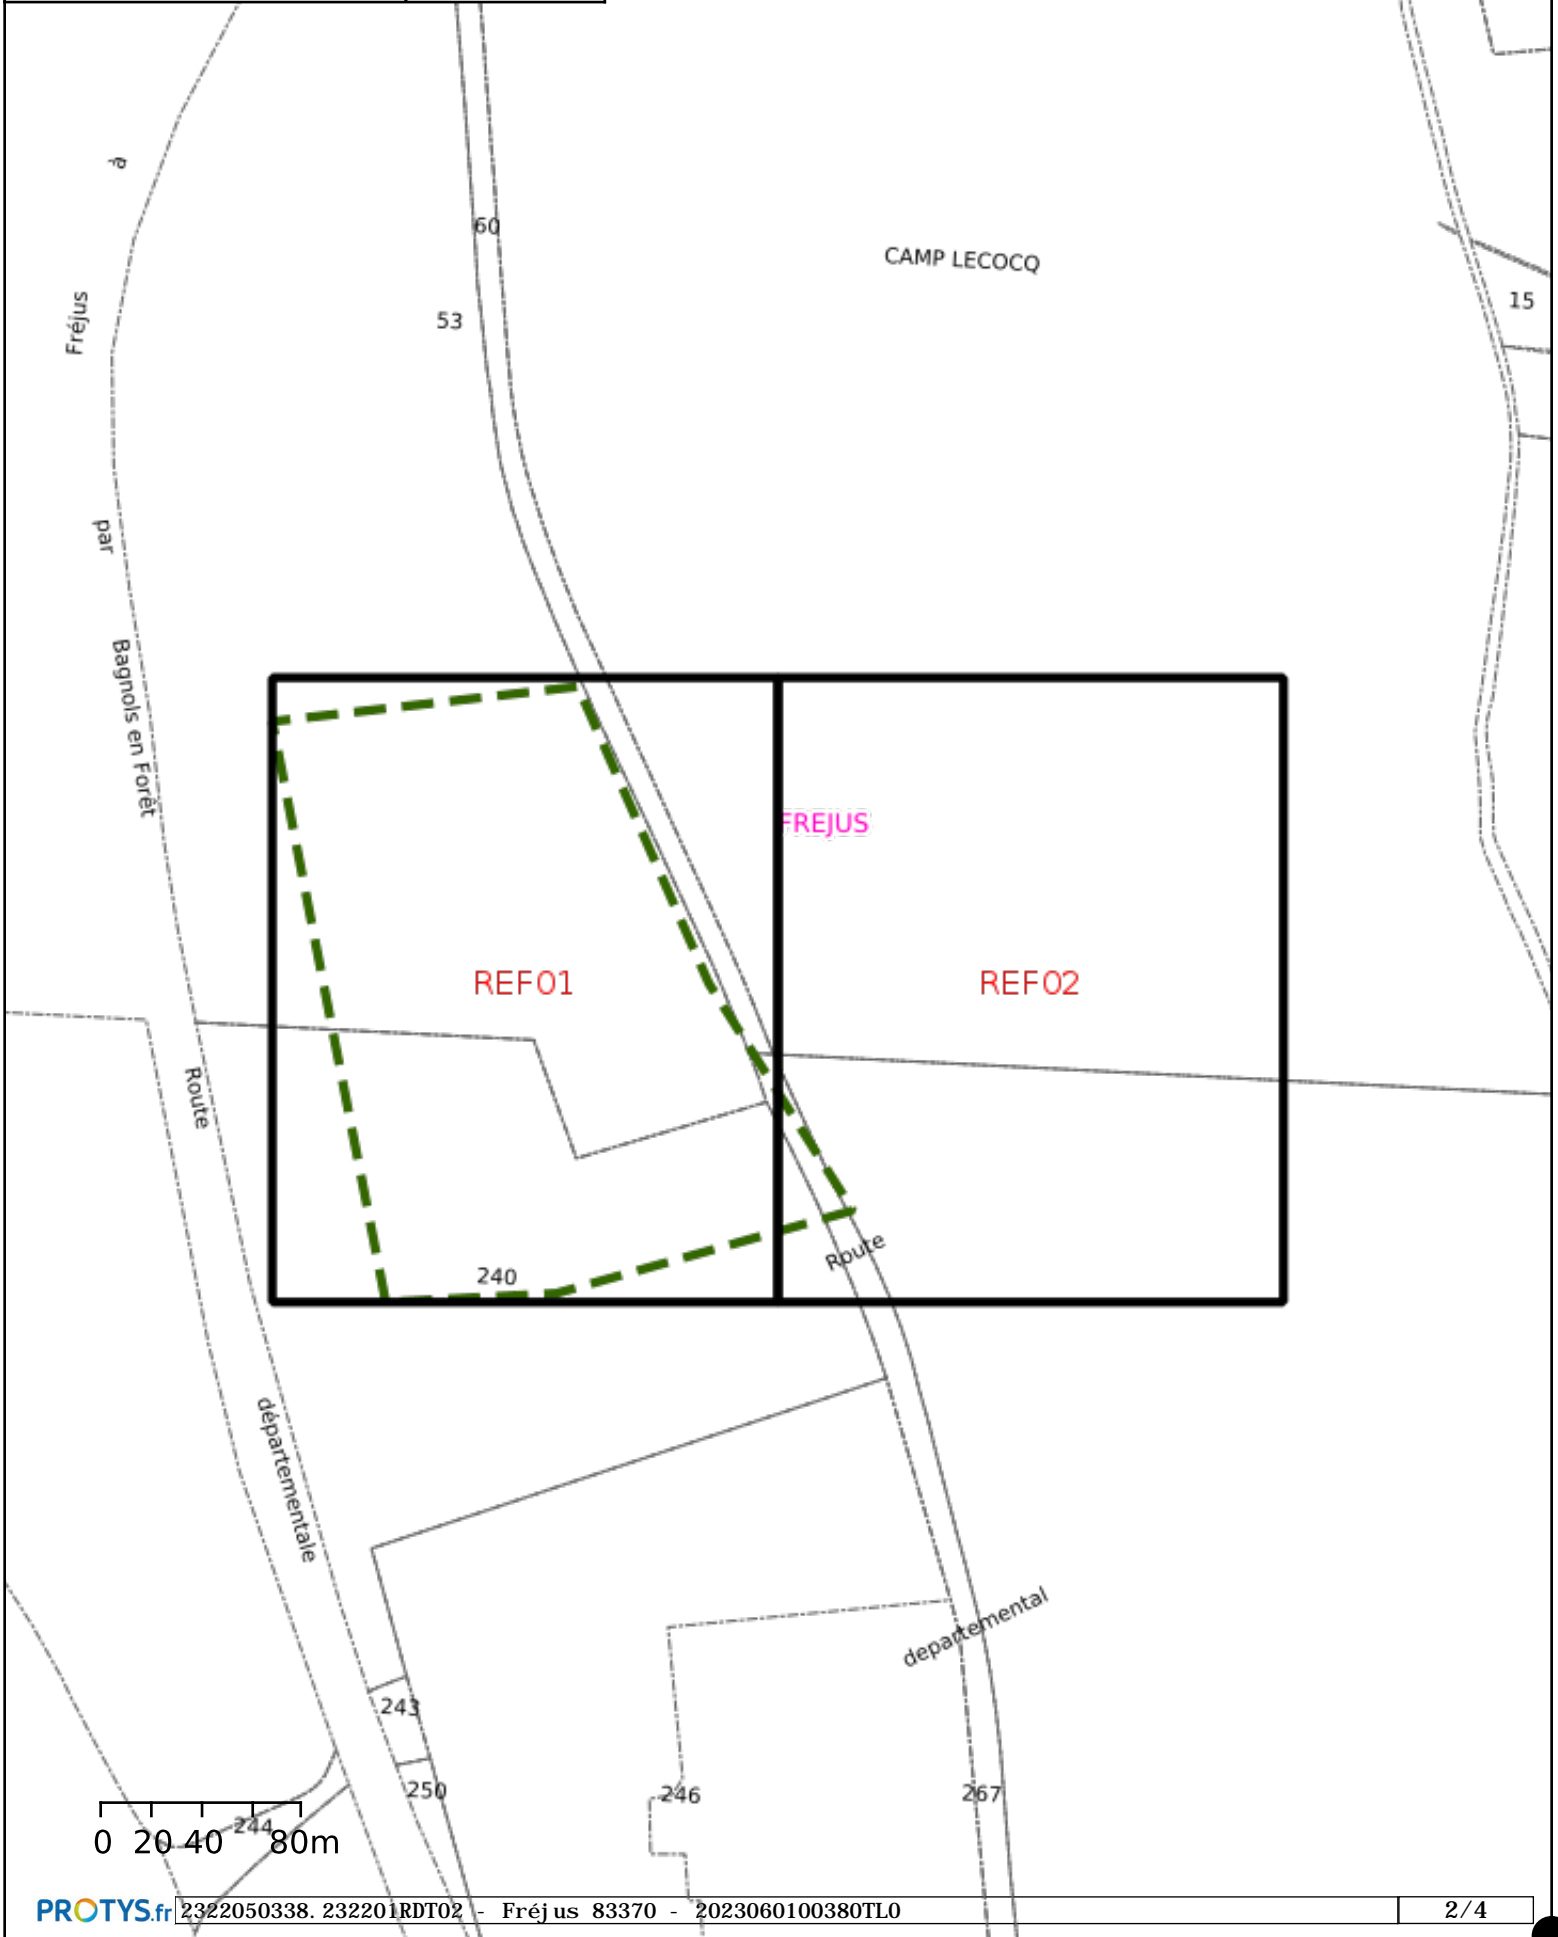 à
60
CAMP LECOCQ
15
Fréjus
53
par
Bagnols en Forêt
FREJUS
REF01
REF02
Route
240
Route
départementale
departemental
243
250
246
267
244
0 20 40 80m
PROTYS.fr 2322050338.232201RDT02 - Fréjus 83370 - 2023060100380TL0 2/4